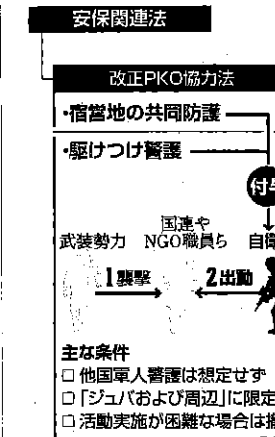 安保関連法
改正PKO協力法
・宿営地の共同防護
・駆けつけ警護
付
国連や
武装勢力 NGO職員ら 自
1襲撃 2出動
主な条件
□他国軍人警護は想定せず
□「ジュバおよび周辺」に限定
□活動実施が困難な場合は